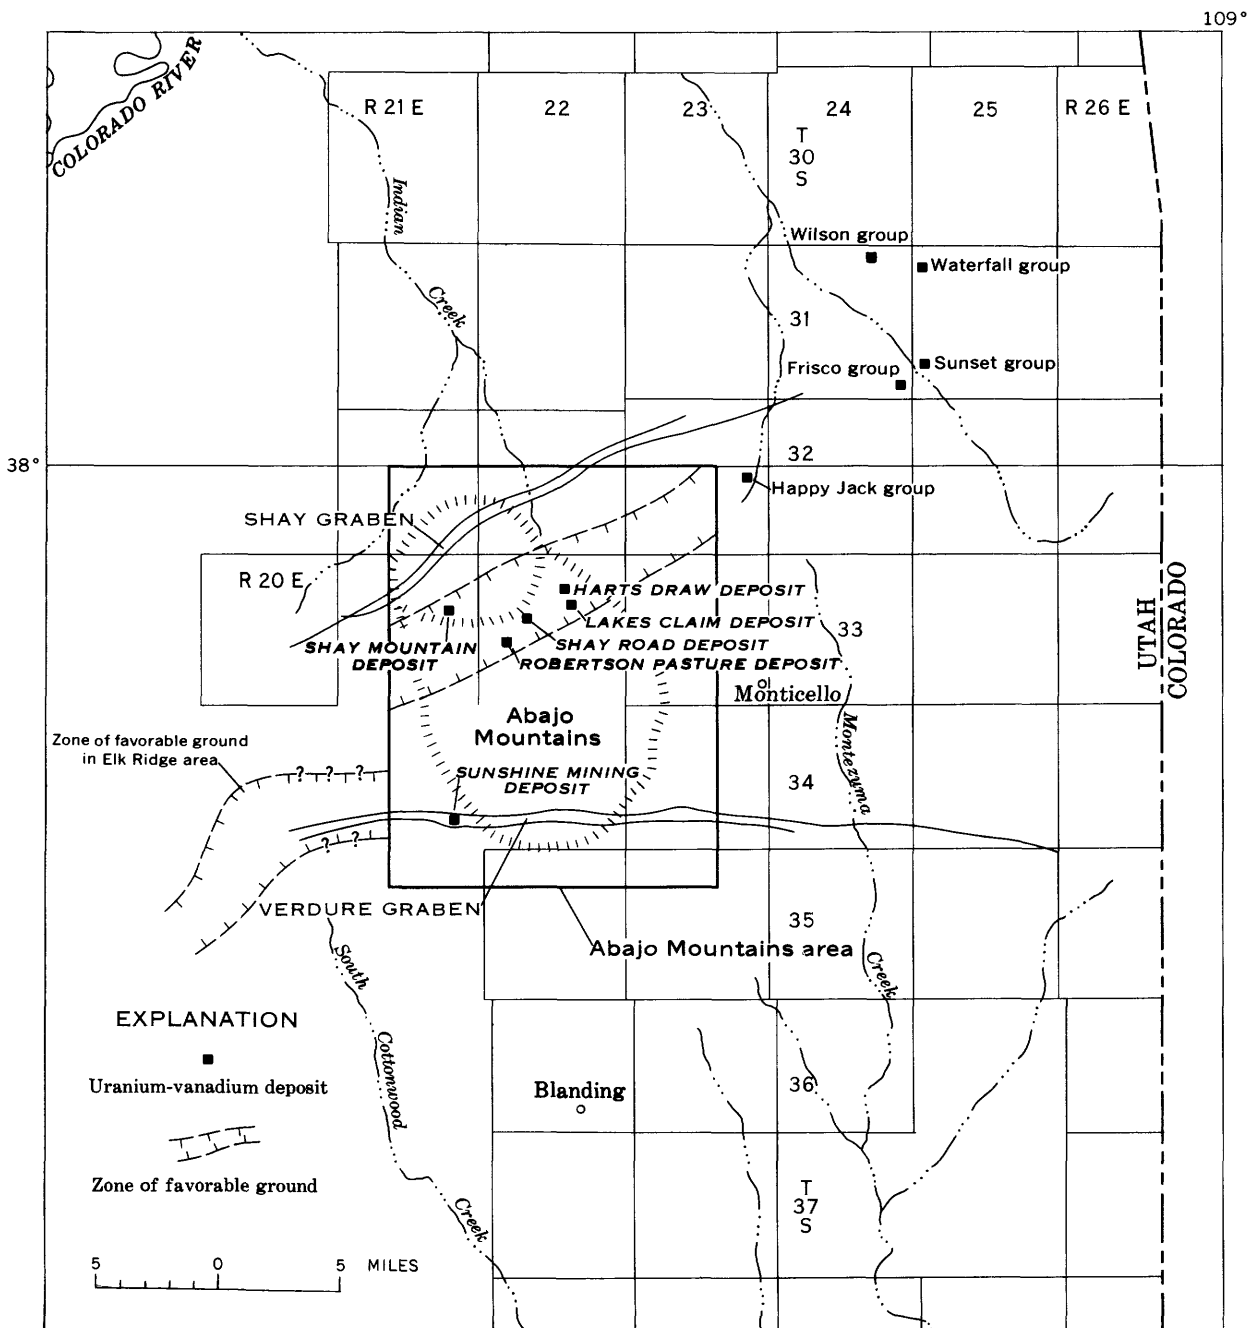 109°
COLORADO RIVER
R 21 E 22 23 24 25 R 26 E
T
30
S
Indian
Wilson group
Waterfall group
Creek
31
Sunset group
Frisco group
32
38°
Happy Jack group
SHAY GRABEN
R 20 E
HARTS DRAW DEPOSIT
LAKES CLAIM DEPOSIT
33
SHAY MOUNTAIN
DEPOSIT
SHAY ROAD DEPOSIT
ROBERTSON PASTURE DEPOSIT
UTAH
COLORADO
Monticello
Abajo
Mountains
Montezuma
Zone of favorable ground
in Elk Ridge area
? ? ?
SUNSHINE MINING
DEPOSIT
34
? ?
VERDURE GRABEN
35
Abajo Mountains area
South
Creek
EXPLANATION
Uranium-vanadium deposit
Cottonwood
Blanding
36
Zone of favorable ground
T
37
S
Creek
5 0 5 MILES